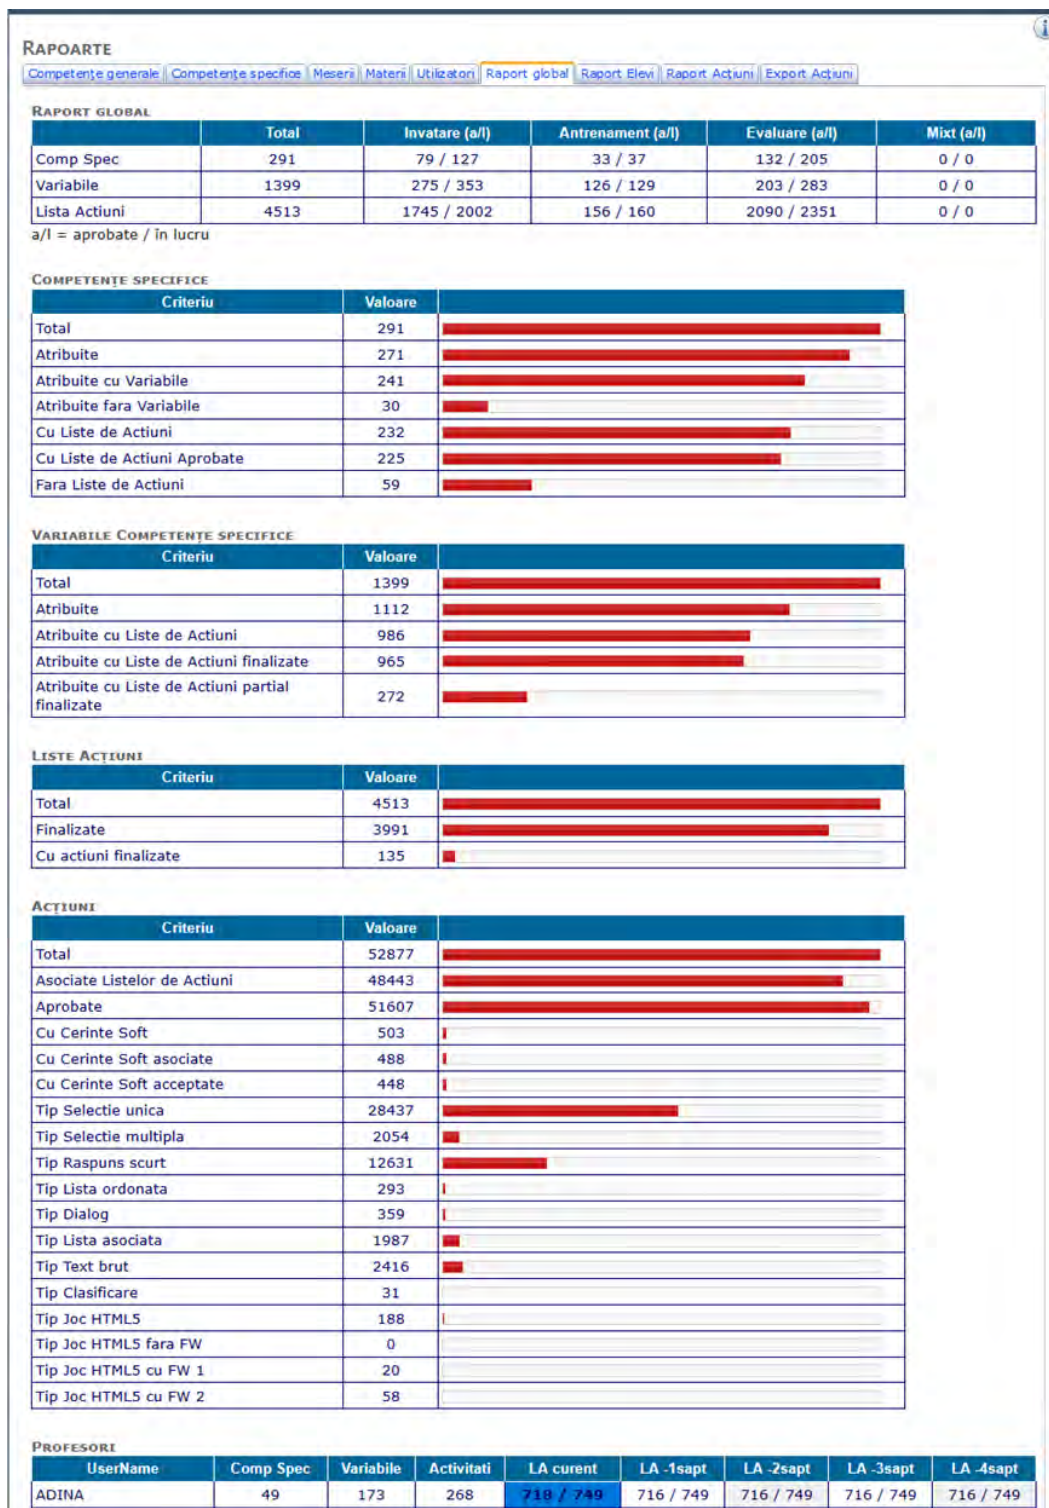 RAPOARTE
Competențe generale Competențe specifice Meserii Materii Utilizatori Raport global Raport Elevi Raport Acțiuni Export Acțiuni
RAPORT GLOBAL
Total Invatare (a/l) Antrenament (a/l) Evaluare (a/l) Mixt (a/l)
Comp Spec 291 79 / 127 33 / 37 132 / 205 0 / 0
Variabile 1399 275 / 353 126 / 129 203 / 283 0 / 0
Lista Actiuni 4513 1745 / 2002 156 / 160 2090 / 2351 0 / 0
a/l = aprobate / în lucru
COMPETENȚE SPECIFICE
Criteriu Valoare
Total 291
Atribuite 271
Atribuite cu Variabile 241
Atribuite fara Variabile 30
Cu Liste de Actiuni 232
Cu Liste de Actiuni Aprobate 225
Fara Liste de Actiuni 59
VARIABILE COMPETENȚE SPECIFICE
Criteriu Valoare
Total 1399
Atribuite 1112
Atribuite cu Liste de Actiuni 986
Atribuite cu Liste de Actiuni finalizate 965
Atribuite cu Liste de Actiuni partial
finalizate 272
LISTE ACȚIUNI
Criteriu Valoare
Total 4513
Finalizate 3991
Cu actiuni finalizate 135
ACȚIUNI
Criteriu Valoare
Total 52877
Asociate Listelor de Actiuni 48443
Aprobate 51607
Cu Cerinte Soft 503
Cu Cerinte Soft asociate 488
Cu Cerinte Soft acceptate 448
Tip Selectie unica 28437
Tip Selectie multipla 2054
Tip Raspuns scurt 12631
Tip Lista ordonata 293
Tip Dialog 359
Tip Lista asociata 1987
Tip Text brut 2416
Tip Clasificare 31
Tip Joc HTML5 188
Tip Joc HTML5 fara FW 0
Tip Joc HTML5 cu FW 1 20
Tip Joc HTML5 cu FW 2 58
PROFESORI
UserName Comp Spec Variabile Activitati LA curent LA -1sapt LA -2sapt LA -3sapt LA -4sapt
ADINA 49 173 268 718 / 749 716 / 749 716 / 749 716 / 749 716 / 749